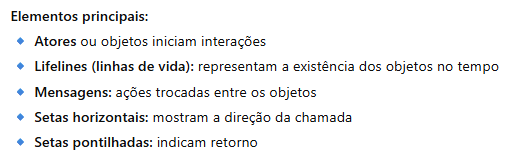 Elementos principais:
Atores ou objetos iniciam interações
Lifelines (linhas de vida): representam a existência dos objetos no tempo
Mensagens: ações trocadas entre os objetos
Setas horizontais: mostram a direção da chamada
Setas pontilhadas: indicam retorno